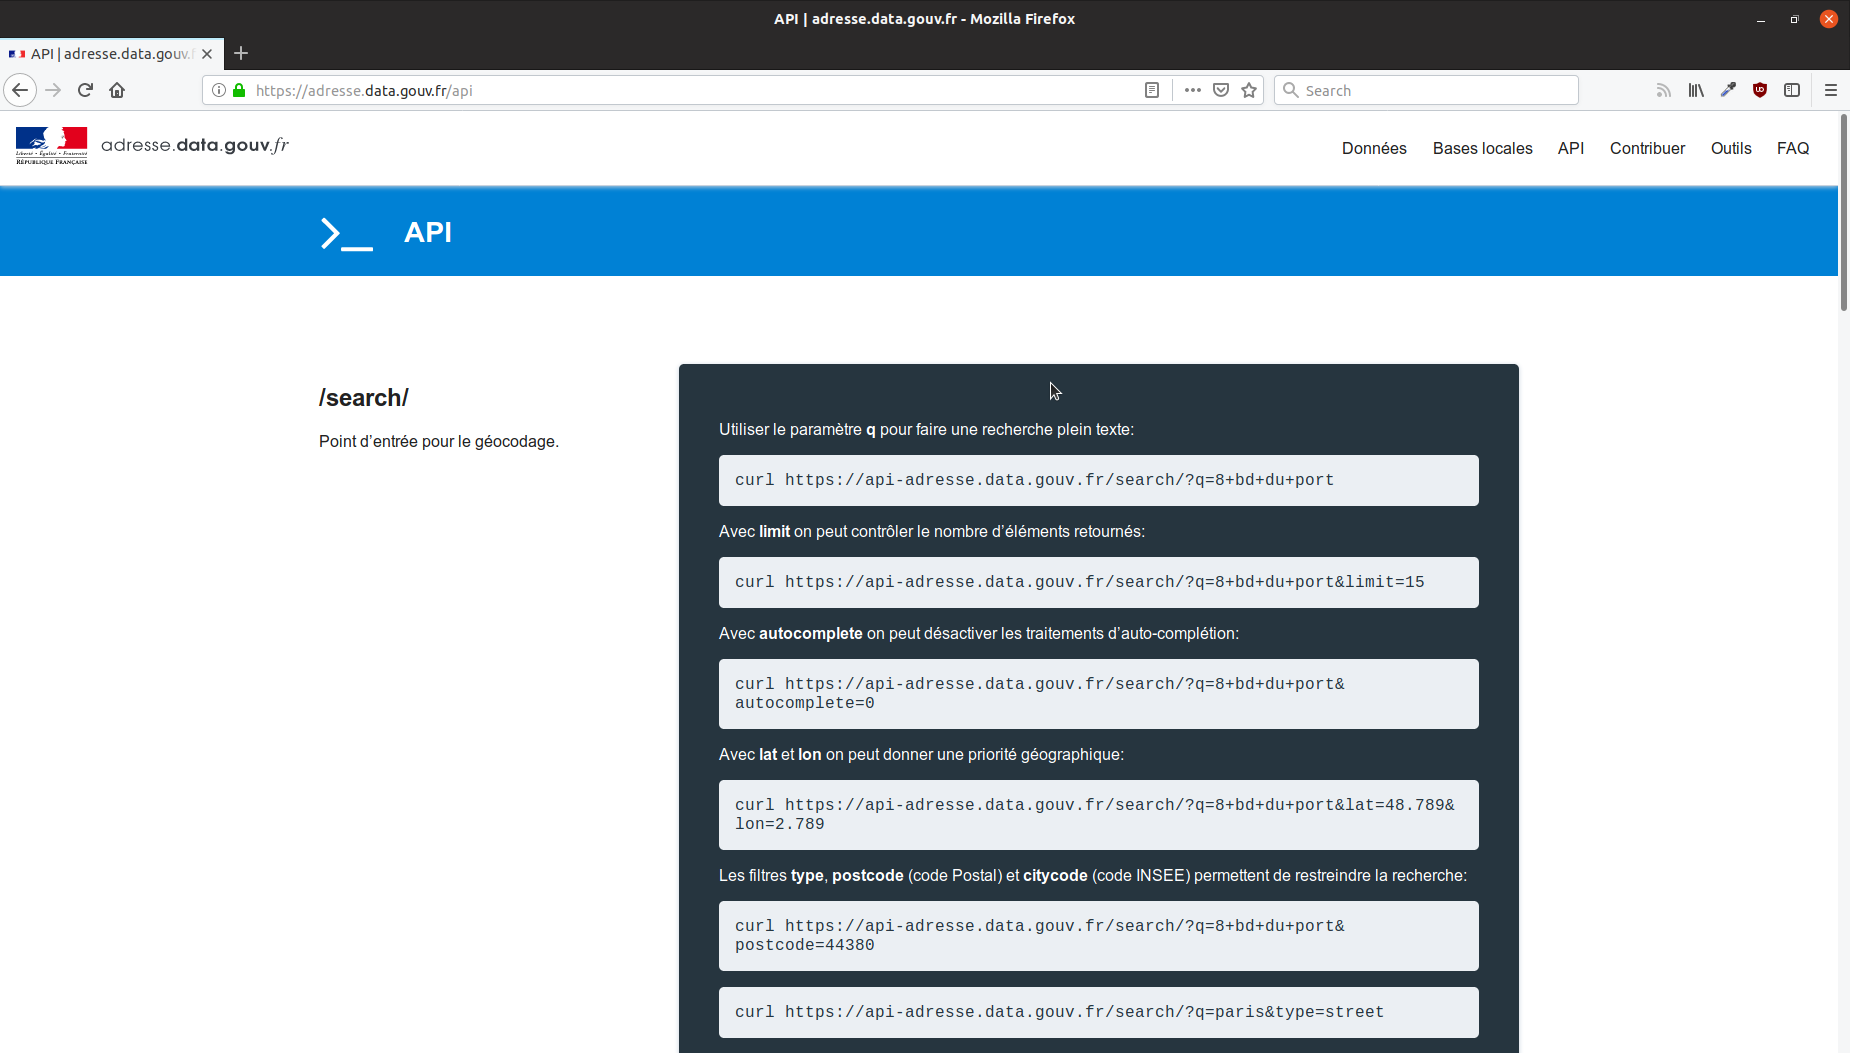 API | adresse.data.gouv.fr - Mozilla Firefox
API | adresse.data.gouv.f
https://adresse.data.gouv.fr/api
Search
Liberté • Égalité • Fraternité
RÉPUBLIQUE FRANÇAISE
adresse.data.gouv.fr
Données
Bases locales
API
Contribuer
Outils
FAQ
>_ API
/search/
Point d’entrée pour le géocodage.
Utiliser le paramètre q pour faire une recherche plein texte:
curl https://api-adresse.data.gouv.fr/search/?q=8+bd+du+port
Avec limit on peut contrôler le nombre d’éléments retournés:
curl https://api-adresse.data.gouv.fr/search/?q=8+bd+du+port&limit=15
Avec autocomplete on peut désactiver les traitements d’auto-complétion:
curl https://api-adresse.data.gouv.fr/search/?q=8+bd+du+port&
autocomplete=0
Avec lat et lon on peut donner une priorité géographique:
curl https://api-adresse.data.gouv.fr/search/?q=8+bd+du+port&lat=48.789&
lon=2.789
Les filtres type, postcode (code Postal) et citycode (code INSEE) permettent de restreindre la recherche:
curl https://api-adresse.data.gouv.fr/search/?q=8+bd+du+port&
postcode=44380
curl https://api-adresse.data.gouv.fr/search/?q=paris&type=street